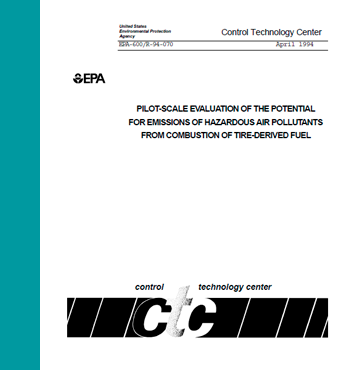 United States
Environmental Protection
Agency
Control Technology Center
EPA-600/R-94-070
April 1994
EPA
PILOT-SCALE EVALUATION OF THE POTENTIAL
FOR EMISSIONS OF HAZARDOUS AIR POLLUTANTS
FROM COMBUSTION OF TIRE-DERIVED FUEL
control technology center
ctc